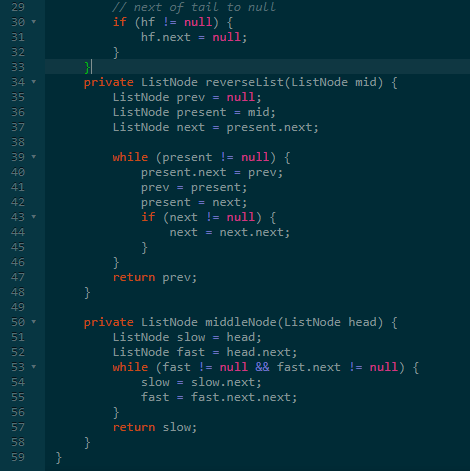 29 // next of tail to null
30 if (hf != null) {
31 hf.next = null;
32 }
33 }
34 private ListNode reverseList(ListNode mid) {
35 ListNode prev = null;
36 ListNode present = mid;
37 ListNode next = present.next;
38
39 while (present != null) {
40 present.next = prev;
41 prev = present;
42 present = next;
43 if (next != null) {
44 next = next.next;
45 }
46 }
47 return prev;
48 }
49
50 private ListNode middleNode(ListNode head) {
51 ListNode slow = head;
52 ListNode fast = head.next;
53 while (fast != null && fast.next != null) {
54 slow = slow.next;
55 fast = fast.next.next;
56 }
57 return slow;
58 }
59 }